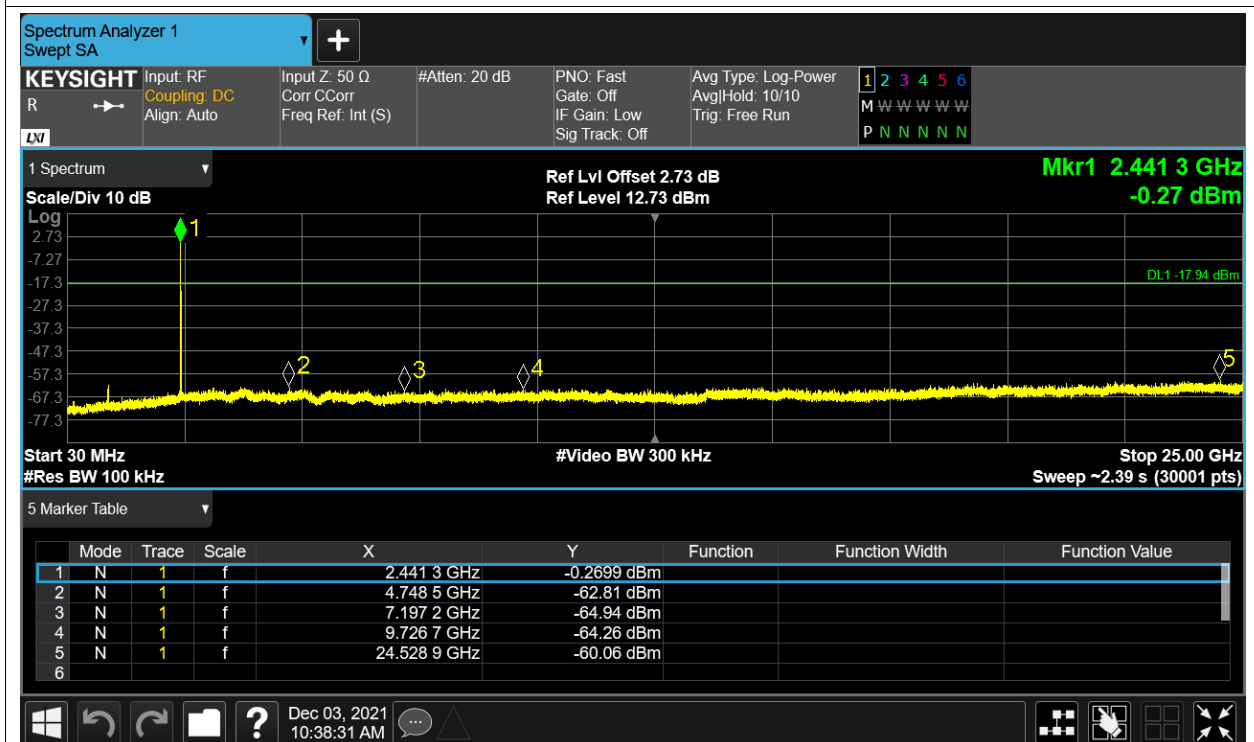 Spectrum Analyzer 1
Swept SA
+
KEYSIGHT
R
LXI
Input: RF
Coupling: DC
Align: Auto
Input Z: 50 Ω
Corr CCorr
Freq Ref: Int (S)
#Atten: 20 dB
PNO: Fast
Gate: Off
IF Gain: Low
Sig Track: Off
Avg Type: Log-Power
Avg|Hold: 10/10
Trig: Free Run
1 2 3 4 5 6
M W W W W W
P N N N N N
1 Spectrum
Scale/Div 10 dB
Ref Lvl Offset 2.73 dB
Ref Level 12.73 dBm
Mkr1 2.441 3 GHz
-0.27 dBm
Log
2.73
-7.27
-17.3
-27.3
-37.3
-47.3
-57.3
-67.3
-77.3
1
2
3
4
5
DL1 -17.94 dBm
Start 30 MHz
#Video BW 300 kHz
Stop 25.00 GHz
#Res BW 100 kHz
Sweep ~2.39 s (30001 pts)
5 Marker Table
Mode Trace Scale X Y Function Function Width Function Value
1 N 1 f 2.441 3 GHz -0.2699 dBm
2 N 1 f 4.748 5 GHz -62.81 dBm
3 N 1 f 7.197 2 GHz -64.94 dBm
4 N 1 f 9.726 7 GHz -64.26 dBm
5 N 1 f 24.528 9 GHz -60.06 dBm
6
?
Dec 03, 2021
10:38:31 AM